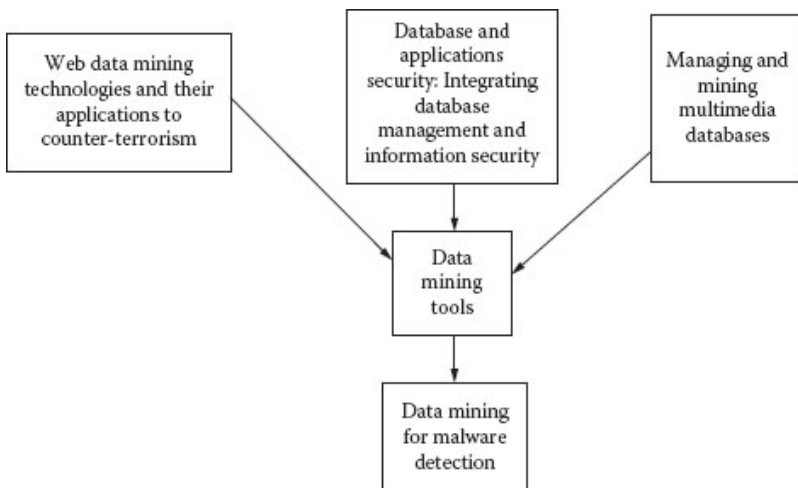 Web data mining
technologies and their
applications to
counter-terrorism
Database and
applications
security: Integrating
database
management and
information security
Managing and
mining
multimedia
databases
Data
mining
tools
Data mining
for malware
detection